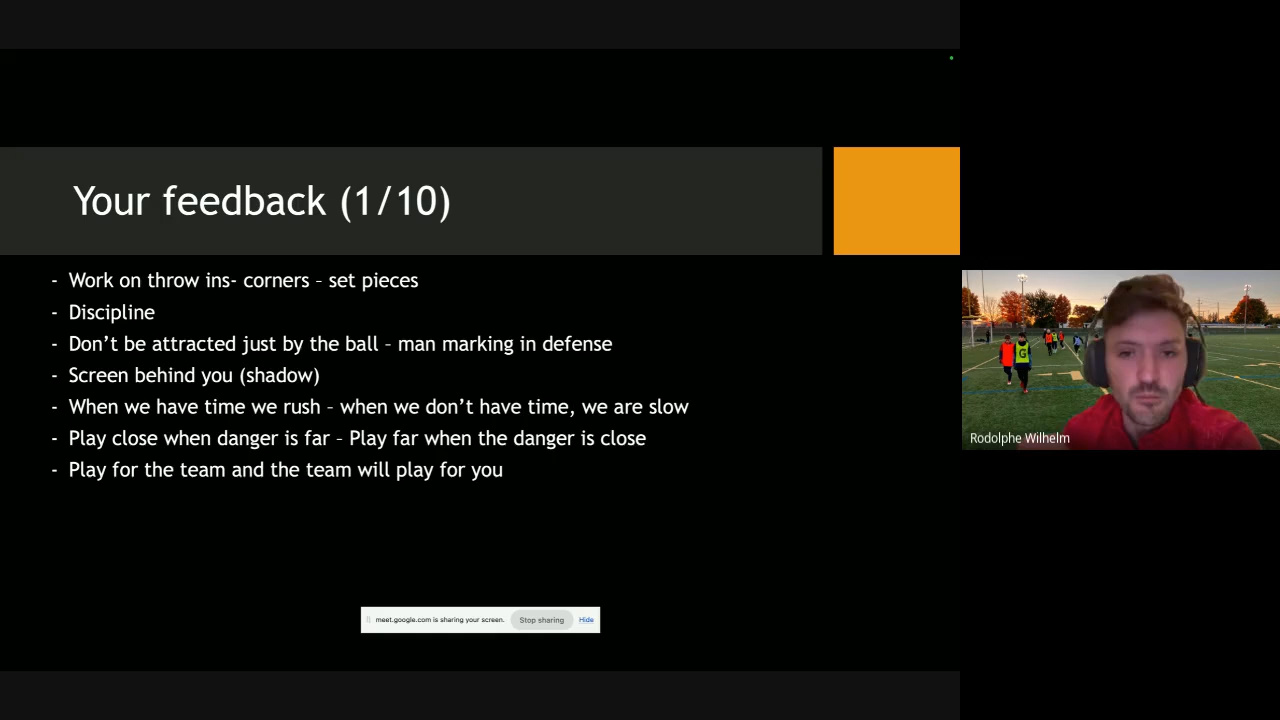 Your feedback (1/10)
- Work on throw ins- corners – set pieces
- Discipline
- Don’t be attracted just by the ball – man marking in defense
- Screen behind you (shadow)
- When we have time we rush – when we don’t have time, we are slow
- Play close when danger is far – Play far when the danger is close
- Play for the team and the team will play for you
G
Rodolphe Wilhelm
meet.google.com is sharing your screen. Stop sharing Hide